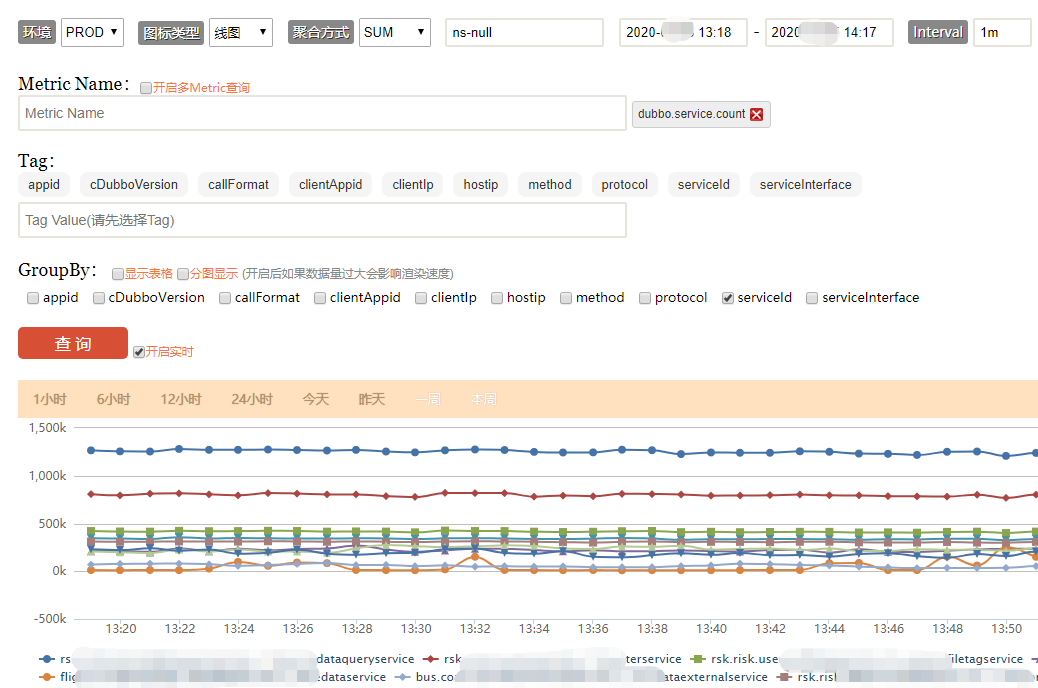 环境 PROD 图标类型 线图 聚合方式 SUM ns-null 2020- 13:18 - 2020 14:17 Interval 1m
Metric Name： 开启多Metric查询
Metric Name dubbo.service.count
Tag：
appid cDubboVersion callFormat clientAppid clientIp hostip method protocol serviceId serviceInterface
Tag Value(请先选择Tag)
GroupBy： 显示表格 分图显示 (开启后如果数据量过大会影响渲染速度)
appid cDubboVersion callFormat clientAppid clientIp hostip method protocol serviceId serviceInterface
查 询 开启实时
1小时 6小时 12小时 24小时 今天 昨天 一周 本周
1,500k
1,000k
500k
0k
-500k
13:20 13:22 13:24 13:26 13:28 13:30 13:32 13:34 13:36 13:38 13:40 13:42 13:44 13:46 13:48 13:50
rs dataqueryservice rsk terservice rsk.risk.use filetagservice
flig edataservice bus.co ataexternalservice rsk.risk